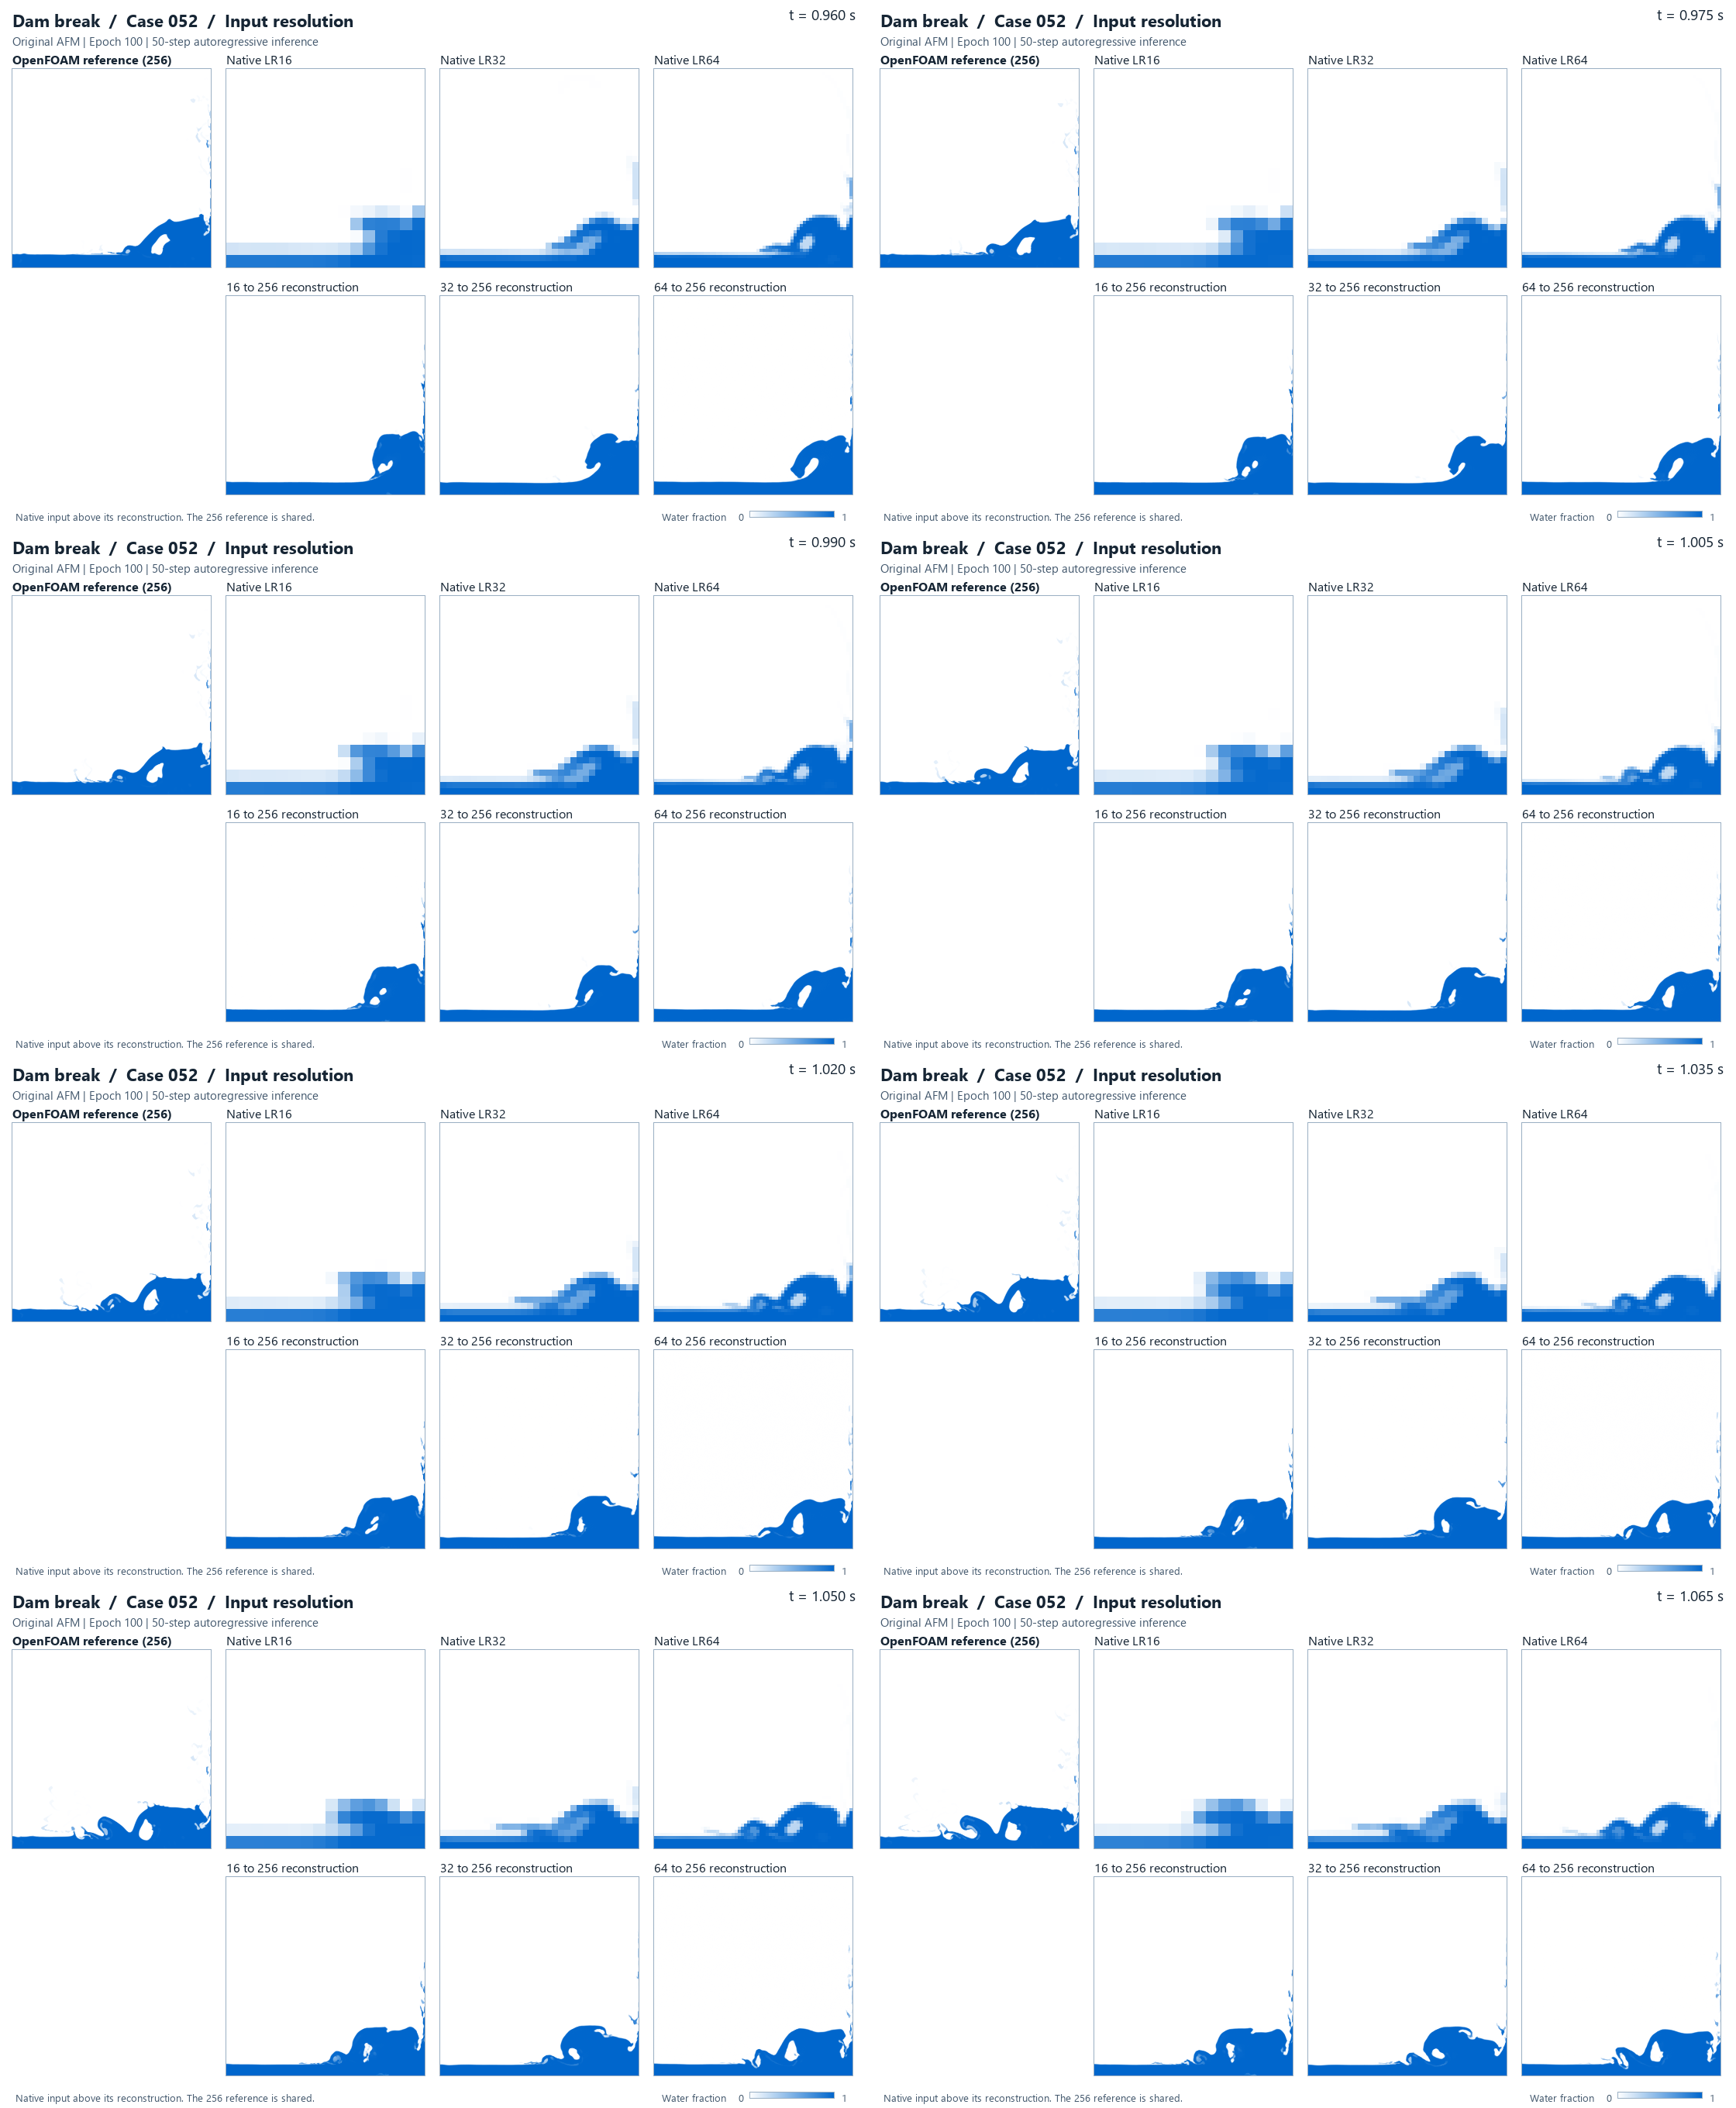 Dam break / Case 052 / Input resolution
t = 0.960 s
Original AFM | Epoch 100 | 50-step autoregressive inference
OpenFOAM reference (256)
Native LR16
Native LR32
Native LR64
16 to 256 reconstruction
32 to 256 reconstruction
64 to 256 reconstruction
Native input above its reconstruction. The 256 reference is shared.
Water fraction 0 1
Dam break / Case 052 / Input resolution
t = 0.975 s
Original AFM | Epoch 100 | 50-step autoregressive inference
OpenFOAM reference (256)
Native LR16
Native LR32
Native LR64
16 to 256 reconstruction
32 to 256 reconstruction
64 to 256 reconstruction
Native input above its reconstruction. The 256 reference is shared.
Water fraction 0 1
Dam break / Case 052 / Input resolution
t = 0.990 s
Original AFM | Epoch 100 | 50-step autoregressive inference
OpenFOAM reference (256)
Native LR16
Native LR32
Native LR64
16 to 256 reconstruction
32 to 256 reconstruction
64 to 256 reconstruction
Native input above its reconstruction. The 256 reference is shared.
Water fraction 0 1
Dam break / Case 052 / Input resolution
t = 1.005 s
Original AFM | Epoch 100 | 50-step autoregressive inference
OpenFOAM reference (256)
Native LR16
Native LR32
Native LR64
16 to 256 reconstruction
32 to 256 reconstruction
64 to 256 reconstruction
Native input above its reconstruction. The 256 reference is shared.
Water fraction 0 1
Dam break / Case 052 / Input resolution
t = 1.020 s
Original AFM | Epoch 100 | 50-step autoregressive inference
OpenFOAM reference (256)
Native LR16
Native LR32
Native LR64
16 to 256 reconstruction
32 to 256 reconstruction
64 to 256 reconstruction
Native input above its reconstruction. The 256 reference is shared.
Water fraction 0 1
Dam break / Case 052 / Input resolution
t = 1.035 s
Original AFM | Epoch 100 | 50-step autoregressive inference
OpenFOAM reference (256)
Native LR16
Native LR32
Native LR64
16 to 256 reconstruction
32 to 256 reconstruction
64 to 256 reconstruction
Native input above its reconstruction. The 256 reference is shared.
Water fraction 0 1
Dam break / Case 052 / Input resolution
t = 1.050 s
Original AFM | Epoch 100 | 50-step autoregressive inference
OpenFOAM reference (256)
Native LR16
Native LR32
Native LR64
16 to 256 reconstruction
32 to 256 reconstruction
64 to 256 reconstruction
Native input above its reconstruction. The 256 reference is shared.
Water fraction 0 1
Dam break / Case 052 / Input resolution
t = 1.065 s
Original AFM | Epoch 100 | 50-step autoregressive inference
OpenFOAM reference (256)
Native LR16
Native LR32
Native LR64
16 to 256 reconstruction
32 to 256 reconstruction
64 to 256 reconstruction
Native input above its reconstruction. The 256 reference is shared.
Water fraction 0 1